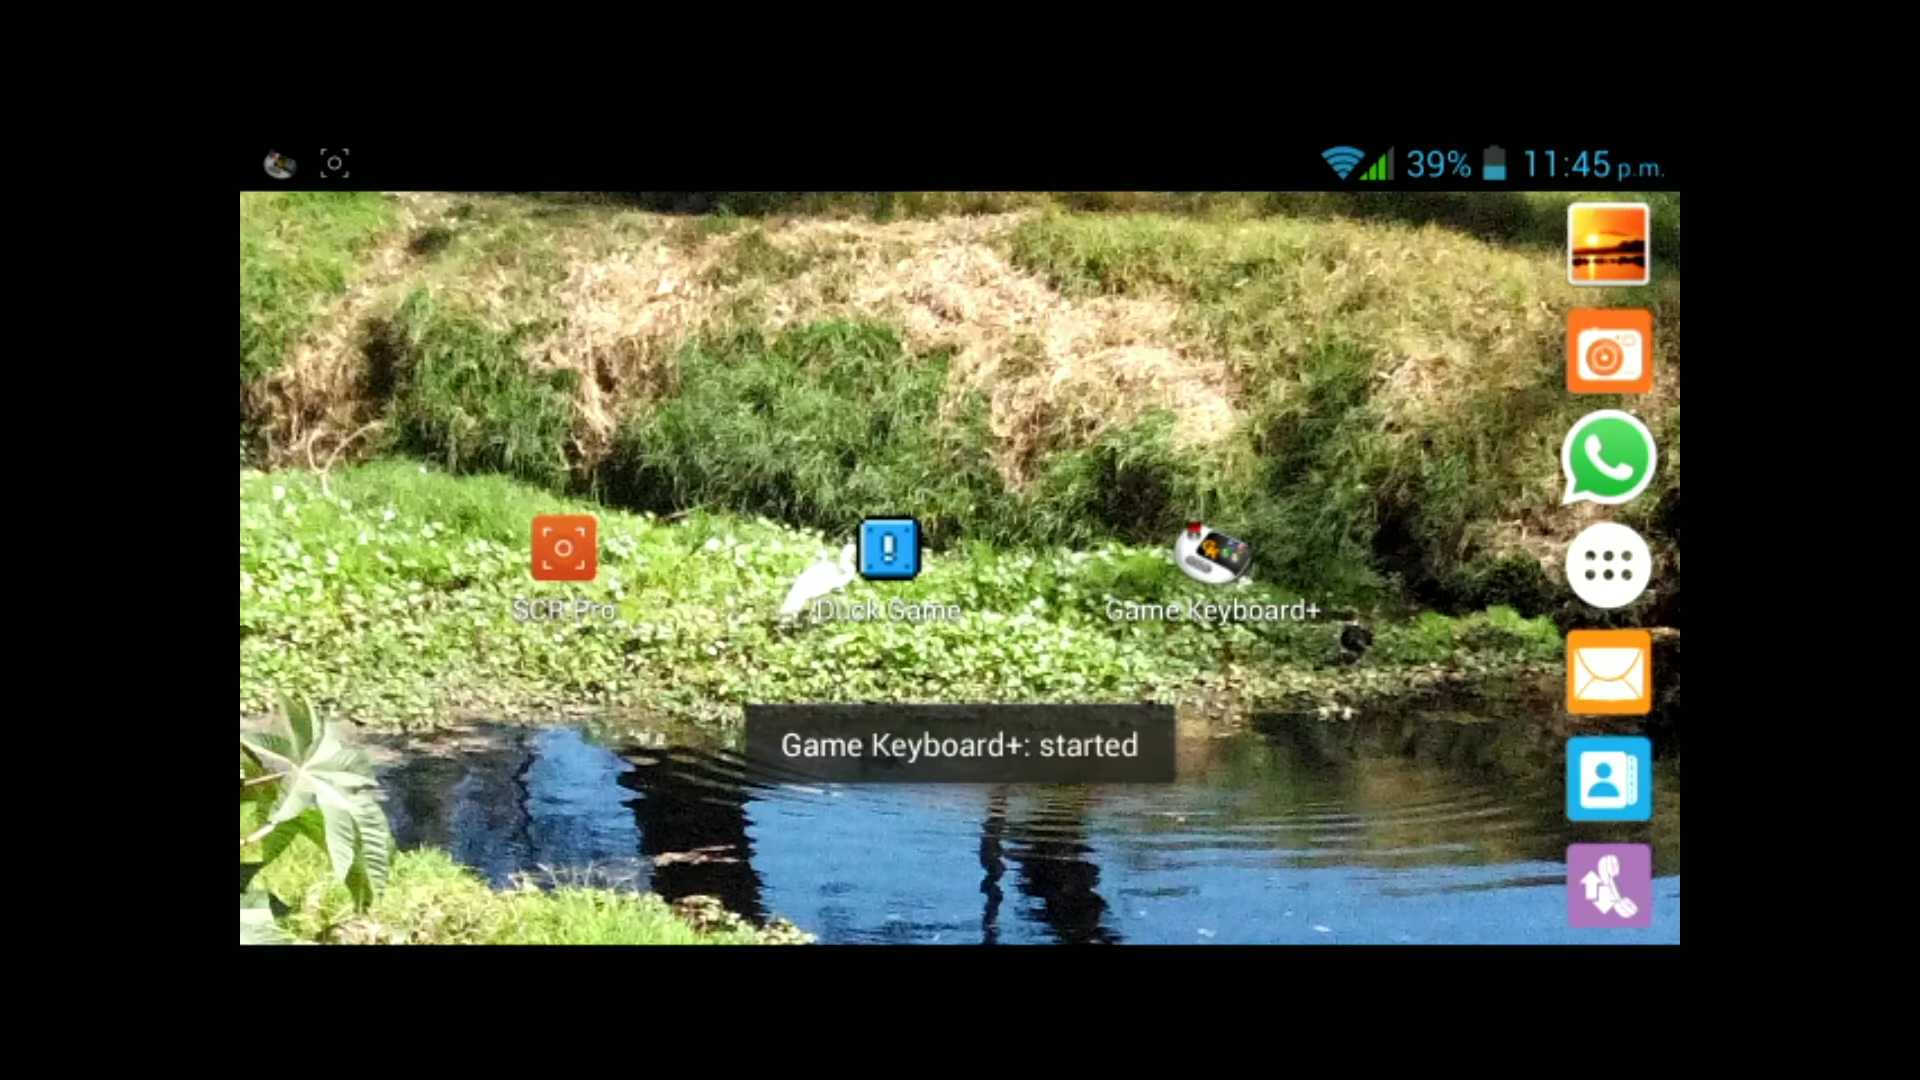 39% 11:45 p.m.
SCR Pro
Duck Game
Game Keyboard+
Game Keyboard+: started